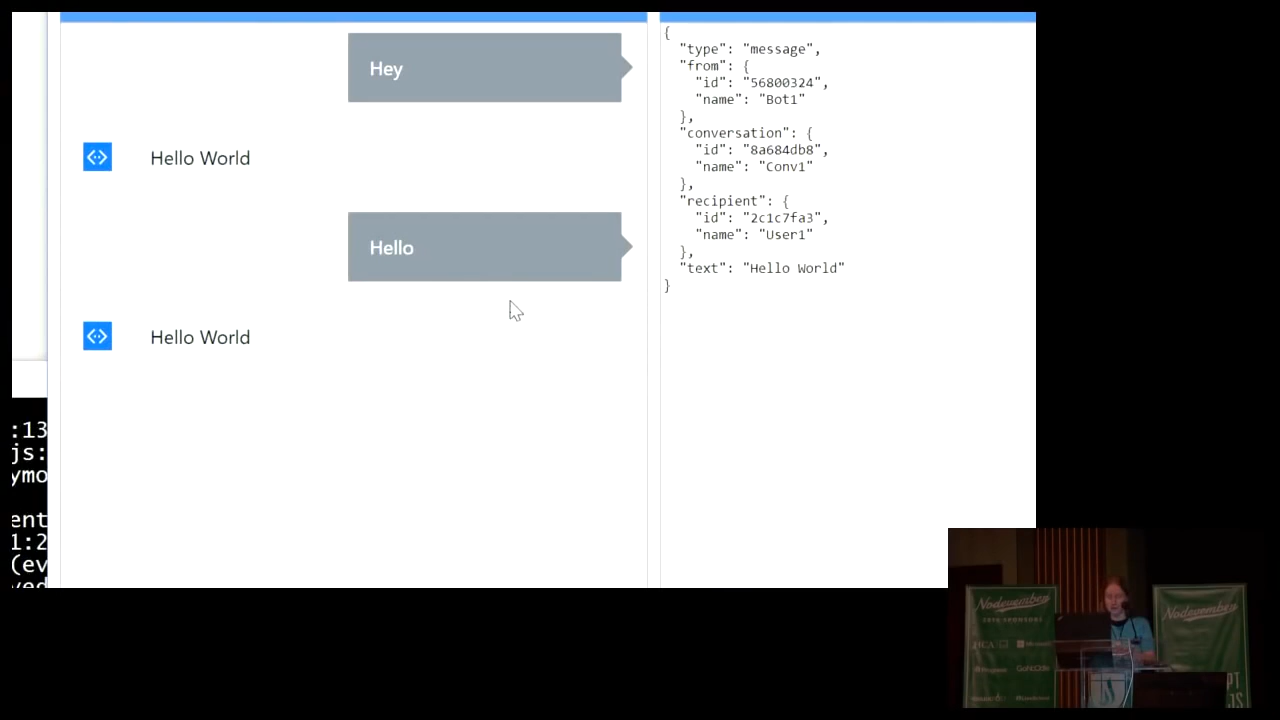 Hey
Hello World
Hello
Hello World
{
"type": "message",
"from": {
"id": "56800324",
"name": "Bot1"
},
"conversation": {
"id": "8a684db8",
"name": "Conv1"
},
"recipient": {
"id": "2c1c7fa3",
"name": "User1"
},
"text": "Hello World"
}
:13
js:
ymo
ent
1:2
(ev
ved
Nodevember
Nodevember